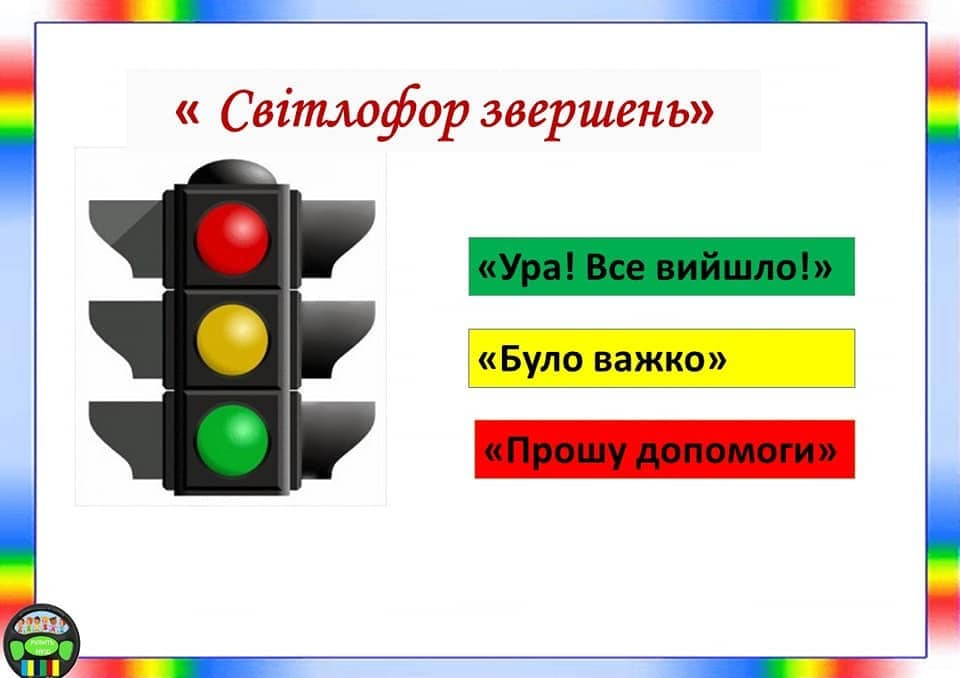 « Світлофор звершень»
«Ура! Все вийшло!»
«Було важко»
«Прошу допомоги»